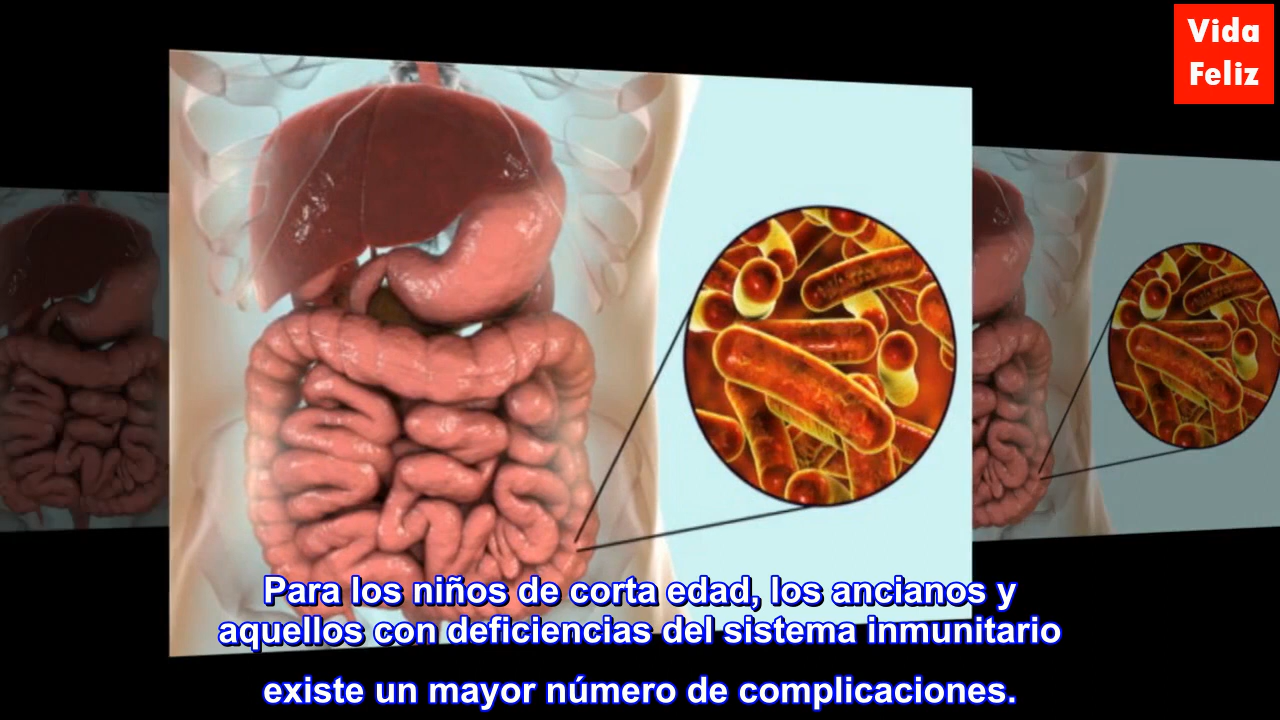 Vida
Feliz
Para los niños de corta edad, los ancianos y
aquellos con deficiencias del sistema inmunitario
existe un mayor número de complicaciones.